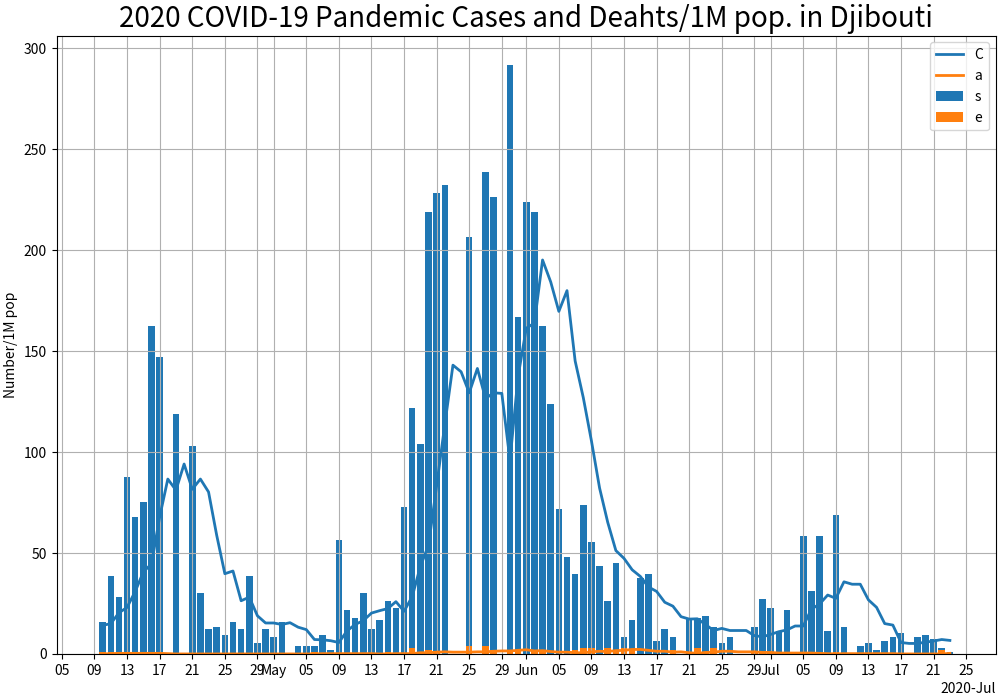 2020 COVID-19 Pandemic Cases and Deahts/1M pop. in Djibouti
C
a
s
e
300
250
200
150
100
50
0
Number/1M pop
05 09 13 17 21 25 29 May 05 09 13 17 21 25 29 Jun 05 09 13 17 21 25 29 Jul 05 09 13 17 21 25
2020-Jul